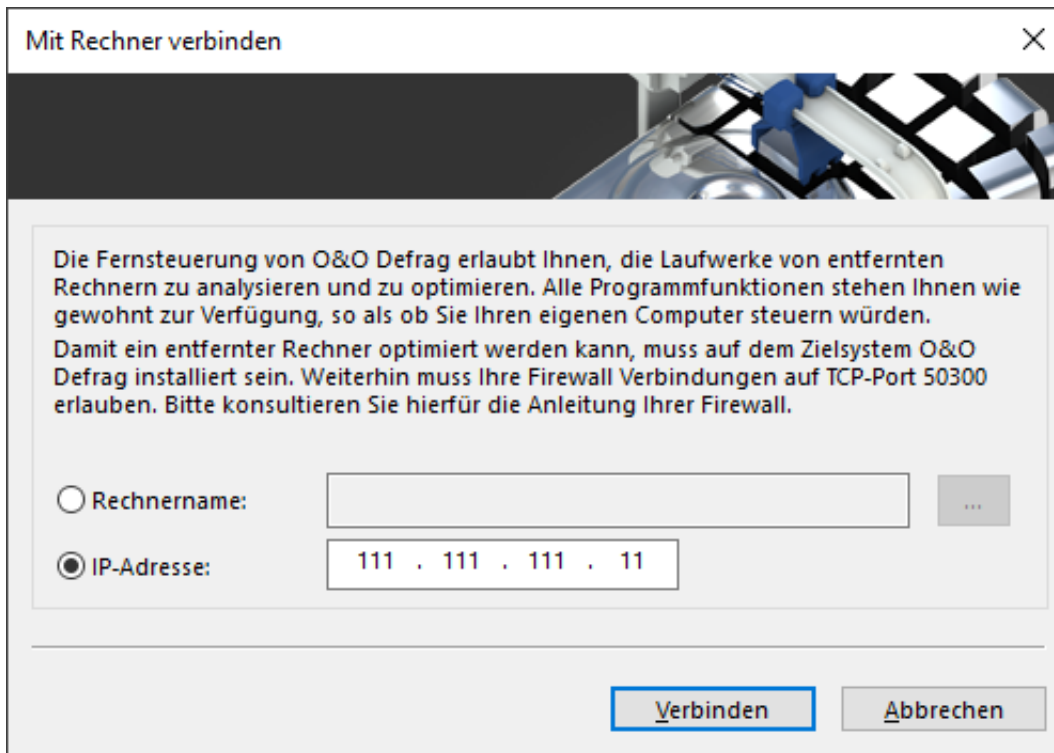 Mit Rechner verbinden
Die Fernsteuerung von O&O Defrag erlaubt Ihnen, die Laufwerke von entfernten
Rechnern zu analysieren und zu optimieren. Alle Programmfunktionen stehen Ihnen wie
gewohnt zur Verfügung, so als ob Sie Ihren eigenen Computer steuern würden.
Damit ein entfernter Rechner optimiert werden kann, muss auf dem Zielsystem O&O
Defrag installiert sein. Weiterhin muss Ihre Firewall Verbindungen auf TCP-Port 50300
erlauben. Bitte konsultieren Sie hierfür die Anleitung Ihrer Firewall.
Rechnername: ...
IP-Adresse: 111 . 111 . 111 . 11
Verbinden Abbrechen